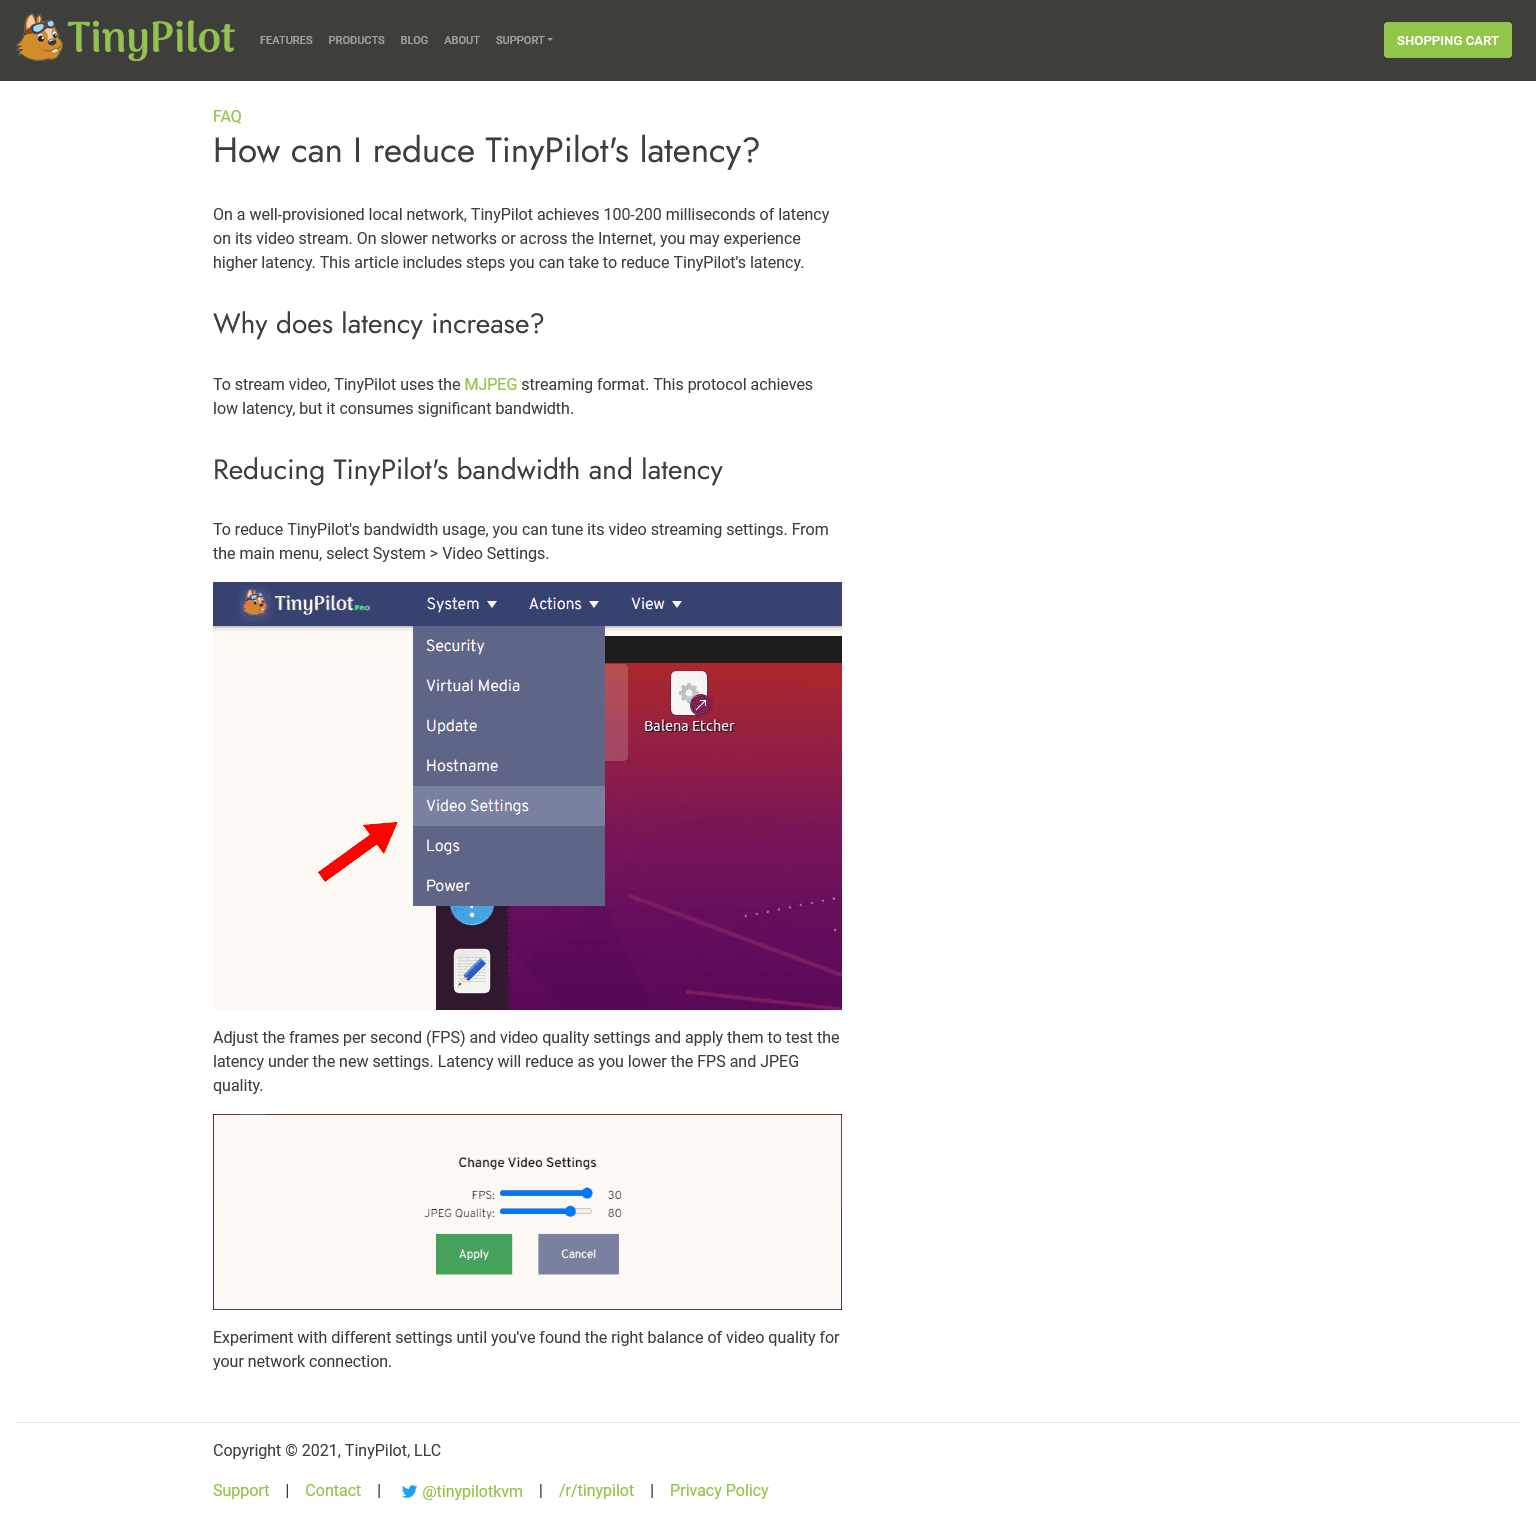 TinyPilot
FEATURES PRODUCTS BLOG ABOUT SUPPORT
SHOPPING CART
FAQ
How can I reduce TinyPilot's latency?
On a well-provisioned local network, TinyPilot achieves 100-200 milliseconds of latency
on its video stream. On slower networks or across the Internet, you may experience
higher latency. This article includes steps you can take to reduce TinyPilot's latency.
Why does latency increase?
To stream video, TinyPilot uses the MJPEG streaming format. This protocol achieves
low latency, but it consumes significant bandwidth.
Reducing TinyPilot's bandwidth and latency
To reduce TinyPilot's bandwidth usage, you can tune its video streaming settings. From
the main menu, select System > Video Settings.
TinyPilot PRO System Actions View
Security
Virtual Media
Update
Balena Etcher
Hostname
Video Settings
Logs
Power
Adjust the frames per second (FPS) and video quality settings and apply them to test the
latency under the new settings. Latency will reduce as you lower the FPS and JPEG
quality.
Change Video Settings
FPS: 30
JPEG Quality: 80
Apply Cancel
Experiment with different settings until you've found the right balance of video quality for
your network connection.
Copyright © 2021, TinyPilot, LLC
Support | Contact | @tinypilotkvm | /r/tinypilot | Privacy Policy